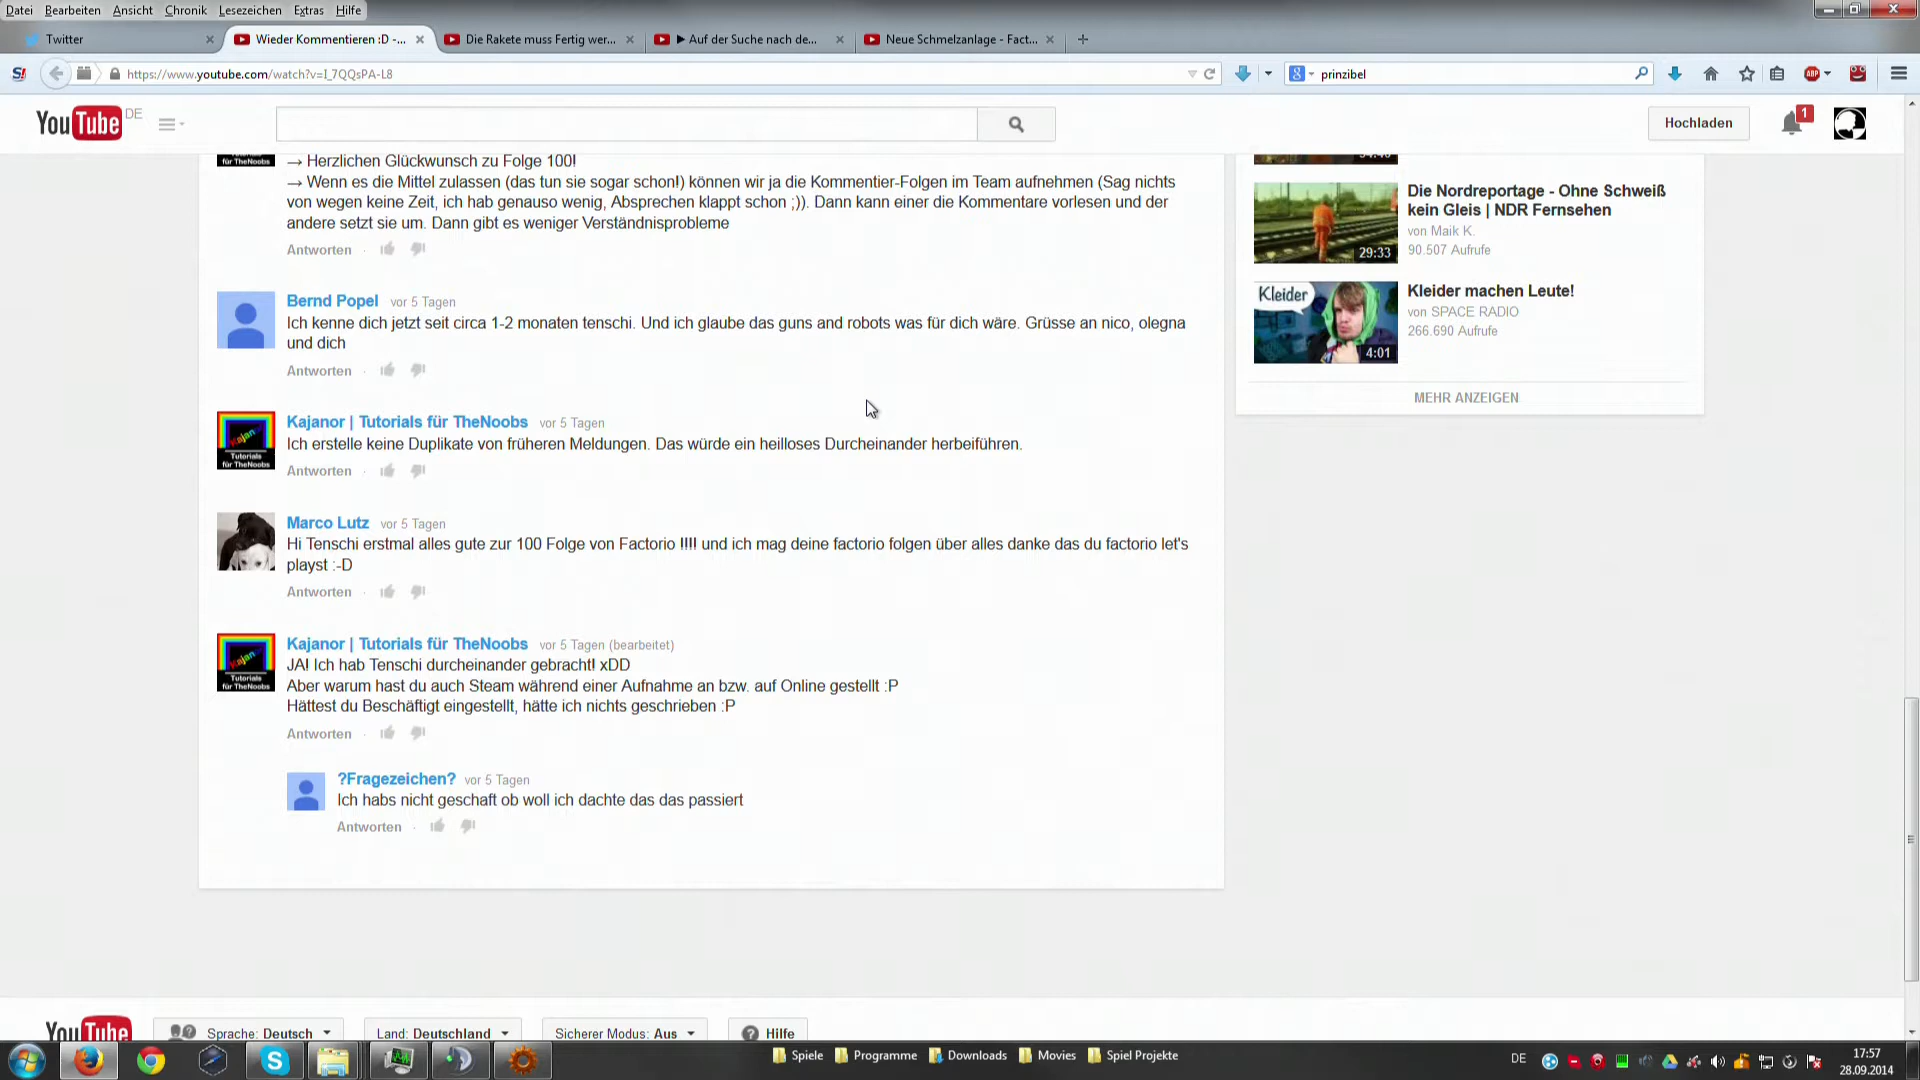 Datei Bearbeiten Ansicht Chronik Lesezeichen Extras Hilfe
Twitter
Wieder Kommentieren :D -...
Die Rakete muss Fertig wer...
▶ Auf der Suche nach de...
Neue Schmelzanlage - Fact...
https://www.youtube.com/watch?v=I_7QQsPA-L8
prinzibel
YouTube DE
Hochladen
1
für TheNoobs
→ Herzlichen Glückwunsch zu Folge 100!
→ Wenn es die Mittel zulassen (das tun sie sogar schon!) können wir ja die Kommentier-Folgen im Team aufnehmen (Sag nichts
von wegen keine Zeit, ich hab genauso wenig, Absprechen klappt schon ;)). Dann kann einer die Kommentare vorlesen und der
andere setzt sie um. Dann gibt es weniger Verständnisprobleme
Antworten
Bernd Popel vor 5 Tagen
Ich kenne dich jetzt seit circa 1-2 monaten tenschi. Und ich glaube das guns and robots was für dich wäre. Grüsse an nico, olegna
und dich
Antworten
Kajanor
Tutorials
für TheNoobs
Kajanor | Tutorials für TheNoobs vor 5 Tagen
Ich erstelle keine Duplikate von früheren Meldungen. Das würde ein heilloses Durcheinander herbeiführen.
Antworten
Marco Lutz vor 5 Tagen
Hi Tenschi erstmal alles gute zur 100 Folge von Factorio !!!! und ich mag deine factorio folgen über alles danke das du factorio let's
playst :-D
Antworten
Kajanor
Tutorials
für TheNoobs
Kajanor | Tutorials für TheNoobs vor 5 Tagen (bearbeitet)
JA! Ich hab Tenschi durcheinander gebracht! xDD
Aber warum hast du auch Steam während einer Aufnahme an bzw. auf Online gestellt :P
Hättest du Beschäftigt eingestellt, hätte ich nichts geschrieben :P
Antworten
?Fragezeichen? vor 5 Tagen
Ich habs nicht geschaft ob woll ich dachte das das passiert
Antworten
29:33
Die Nordreportage - Ohne Schweiß
kein Gleis | NDR Fernsehen
von Maik K.
90.507 Aufrufe
Kleider
4:01
Kleider machen Leute!
von SPACE RADIO
266.690 Aufrufe
MEHR ANZEIGEN
YouTube
Sprache: Deutsch
Land: Deutschland
Sicherer Modus: Aus
Hilfe
Spiele
Programme
Downloads
Movies
Spiel Projekte
DE
17:57
28.09.2014